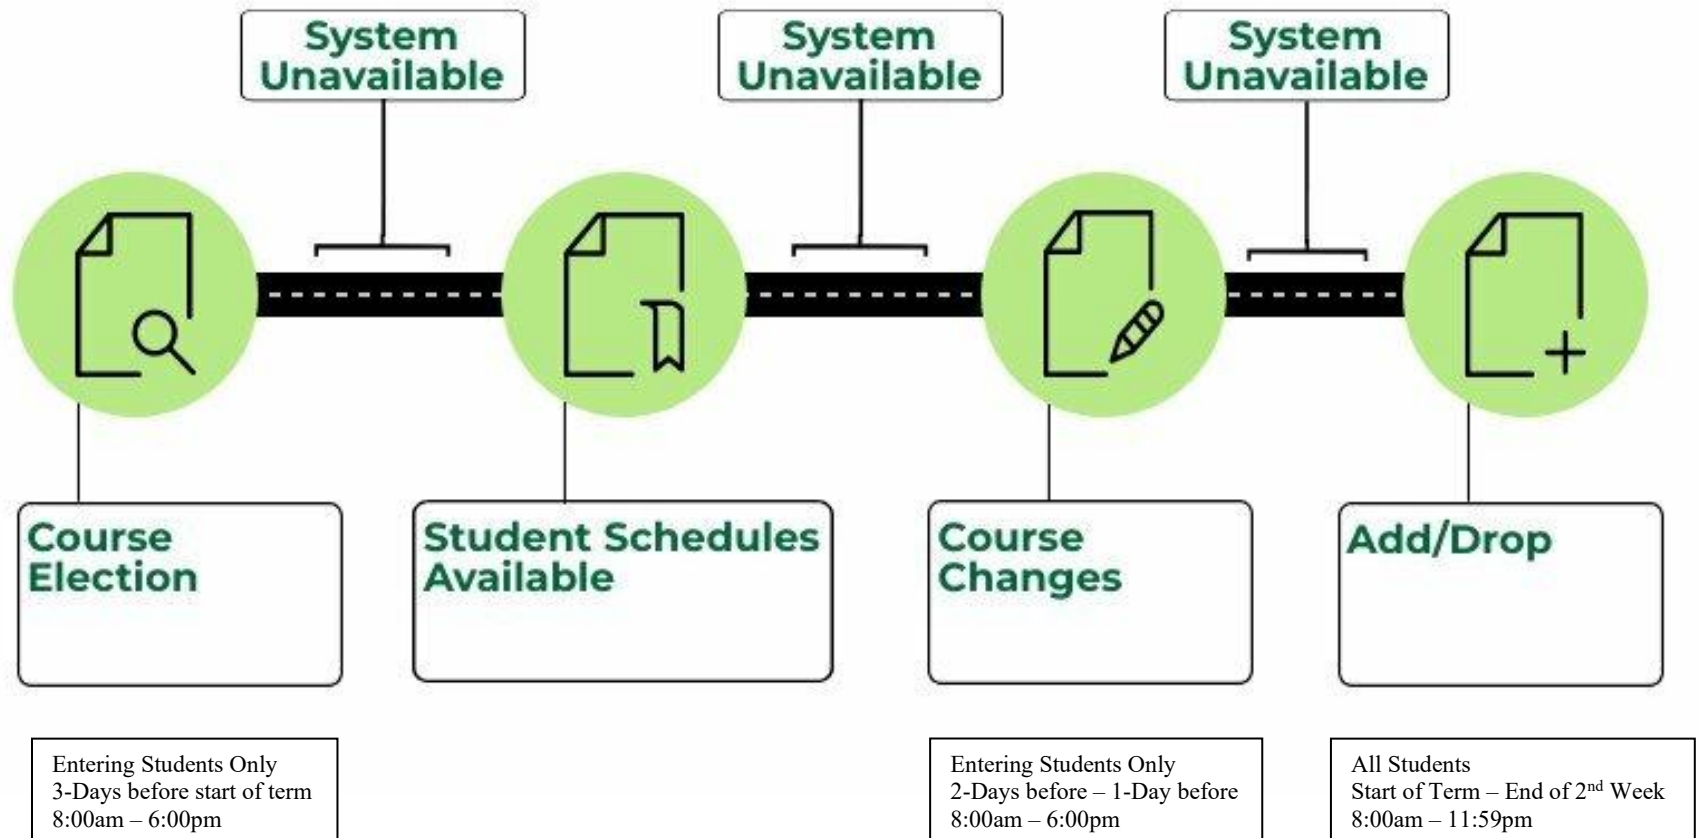 System
Unavailable
System
Unavailable
System
Unavailable
Course
Election
Student Schedules
Available
Course
Changes
Add/Drop
Entering Students Only
3-Days before start of term
8:00am – 6:00pm
Entering Students Only
2-Days before – 1-Day before
8:00am – 6:00pm
All Students
Start of Term – End of 2nd Week
8:00am – 11:59pm